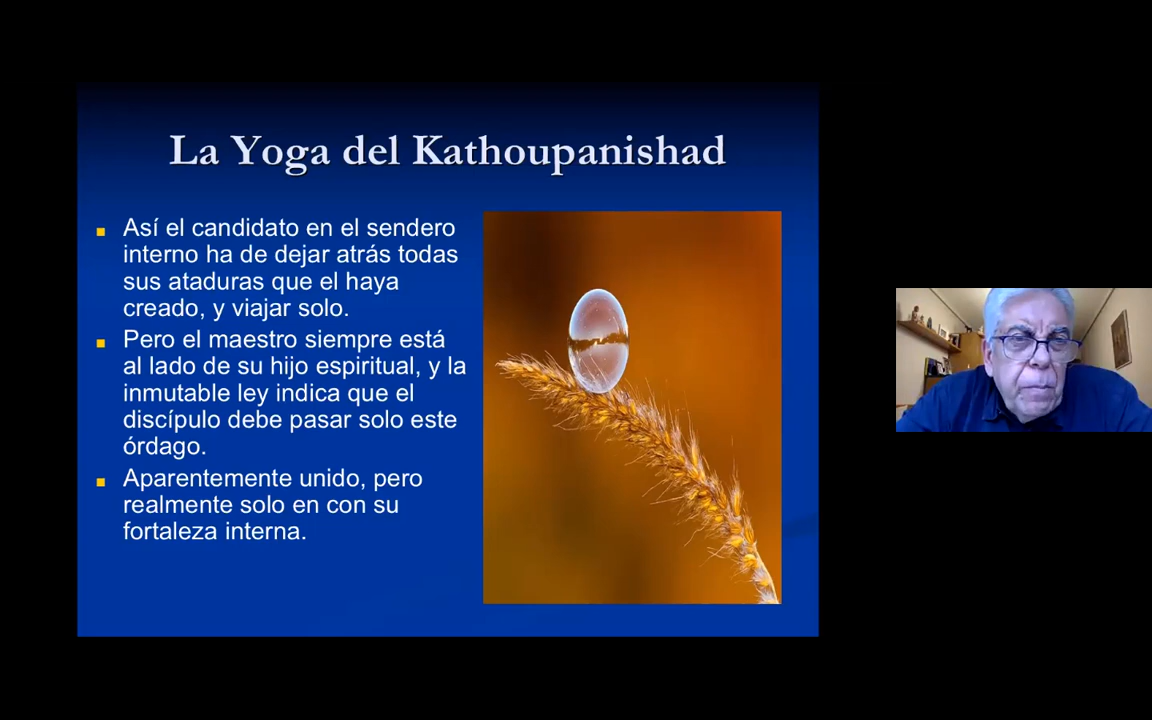 La Yoga del Kathoupanishad
Así el candidato en el sendero
interno ha de dejar atrás todas
sus ataduras que el haya
creado, y viajar solo.
Pero el maestro siempre está
al lado de su hijo espiritual, y la
inmutable ley indica que el
discípulo debe pasar solo este
órdago.
Aparentemente unido, pero
realmente solo en con su
fortaleza interna.